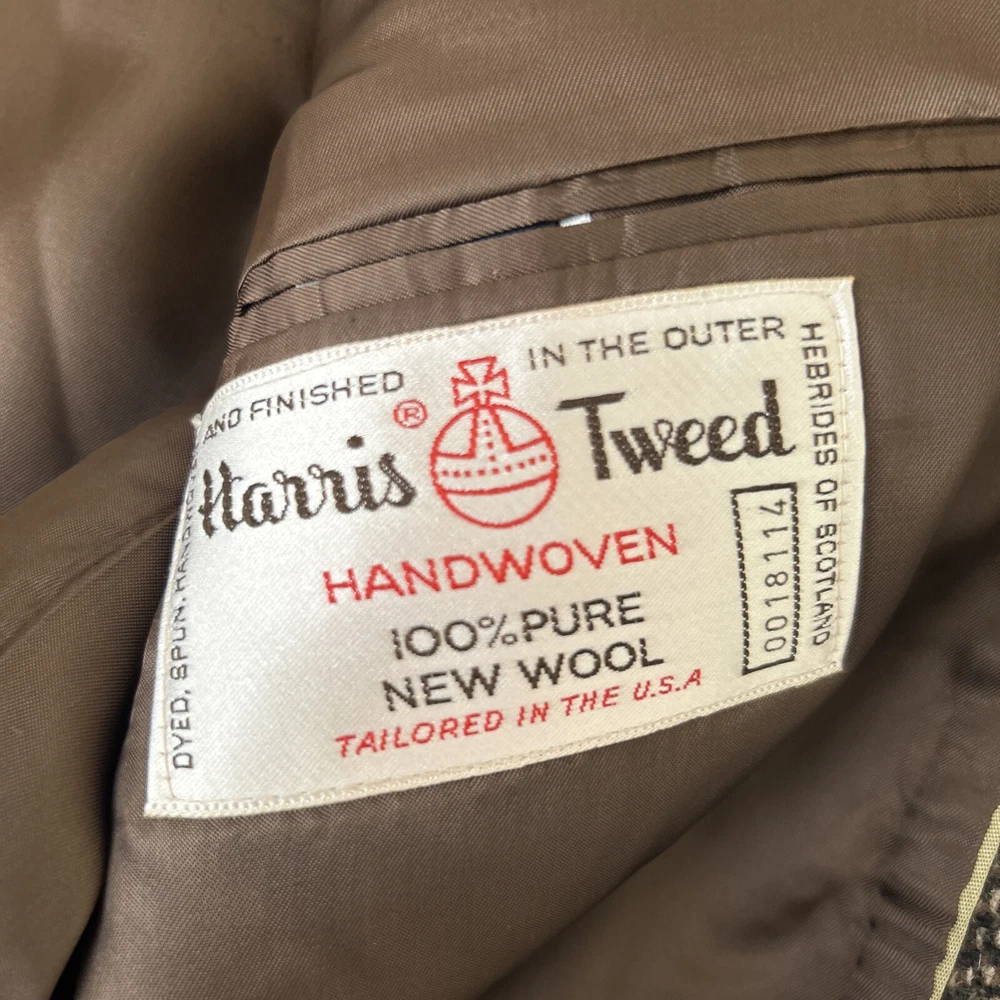 DYED, SPUN, HANDWOVEN
AND FINISHED
IN THE OUTER
HEBRIDES OF SCOTLAND
Harris ® Tweed
HANDWOVEN
100% PURE
NEW WOOL
TAILORED IN THE U.S.A
0018114